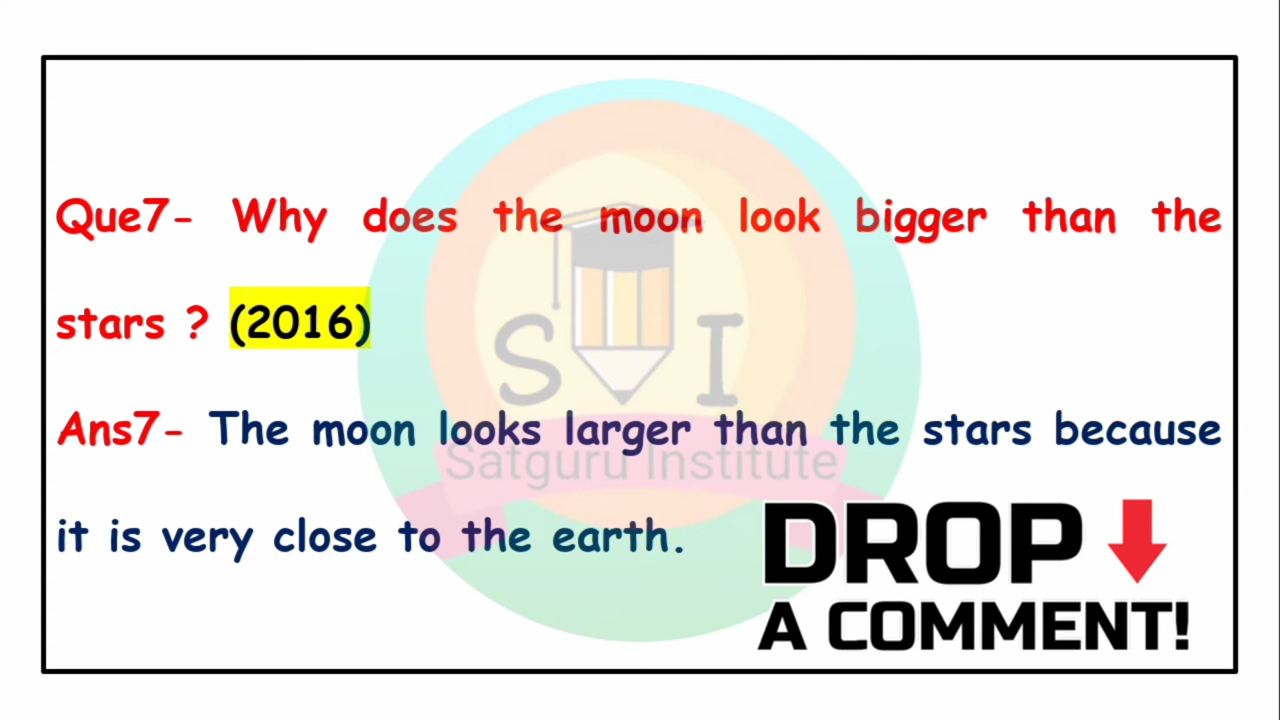 Que7- Why does the moon look bigger than the
stars ? (2016)
Ans7- The moon looks larger than the stars because
it is very close to the earth.
S I
Satguru Institute
DROP
A COMMENT!